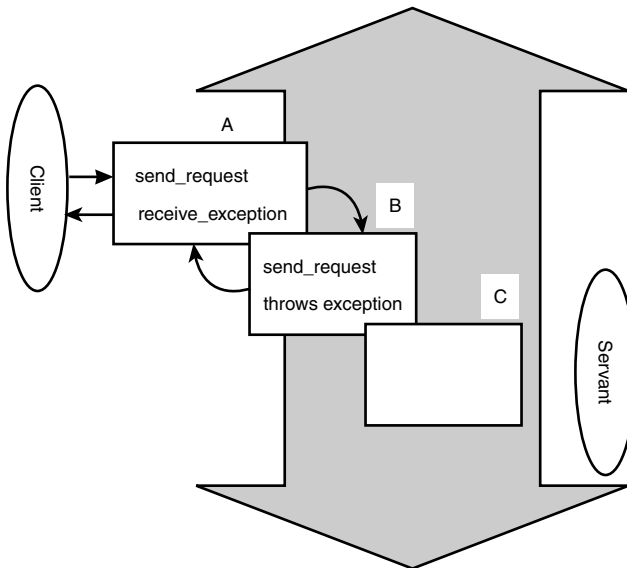 A
Client
send_request
receive_exception
B
send_request
throws exception
C
Servant